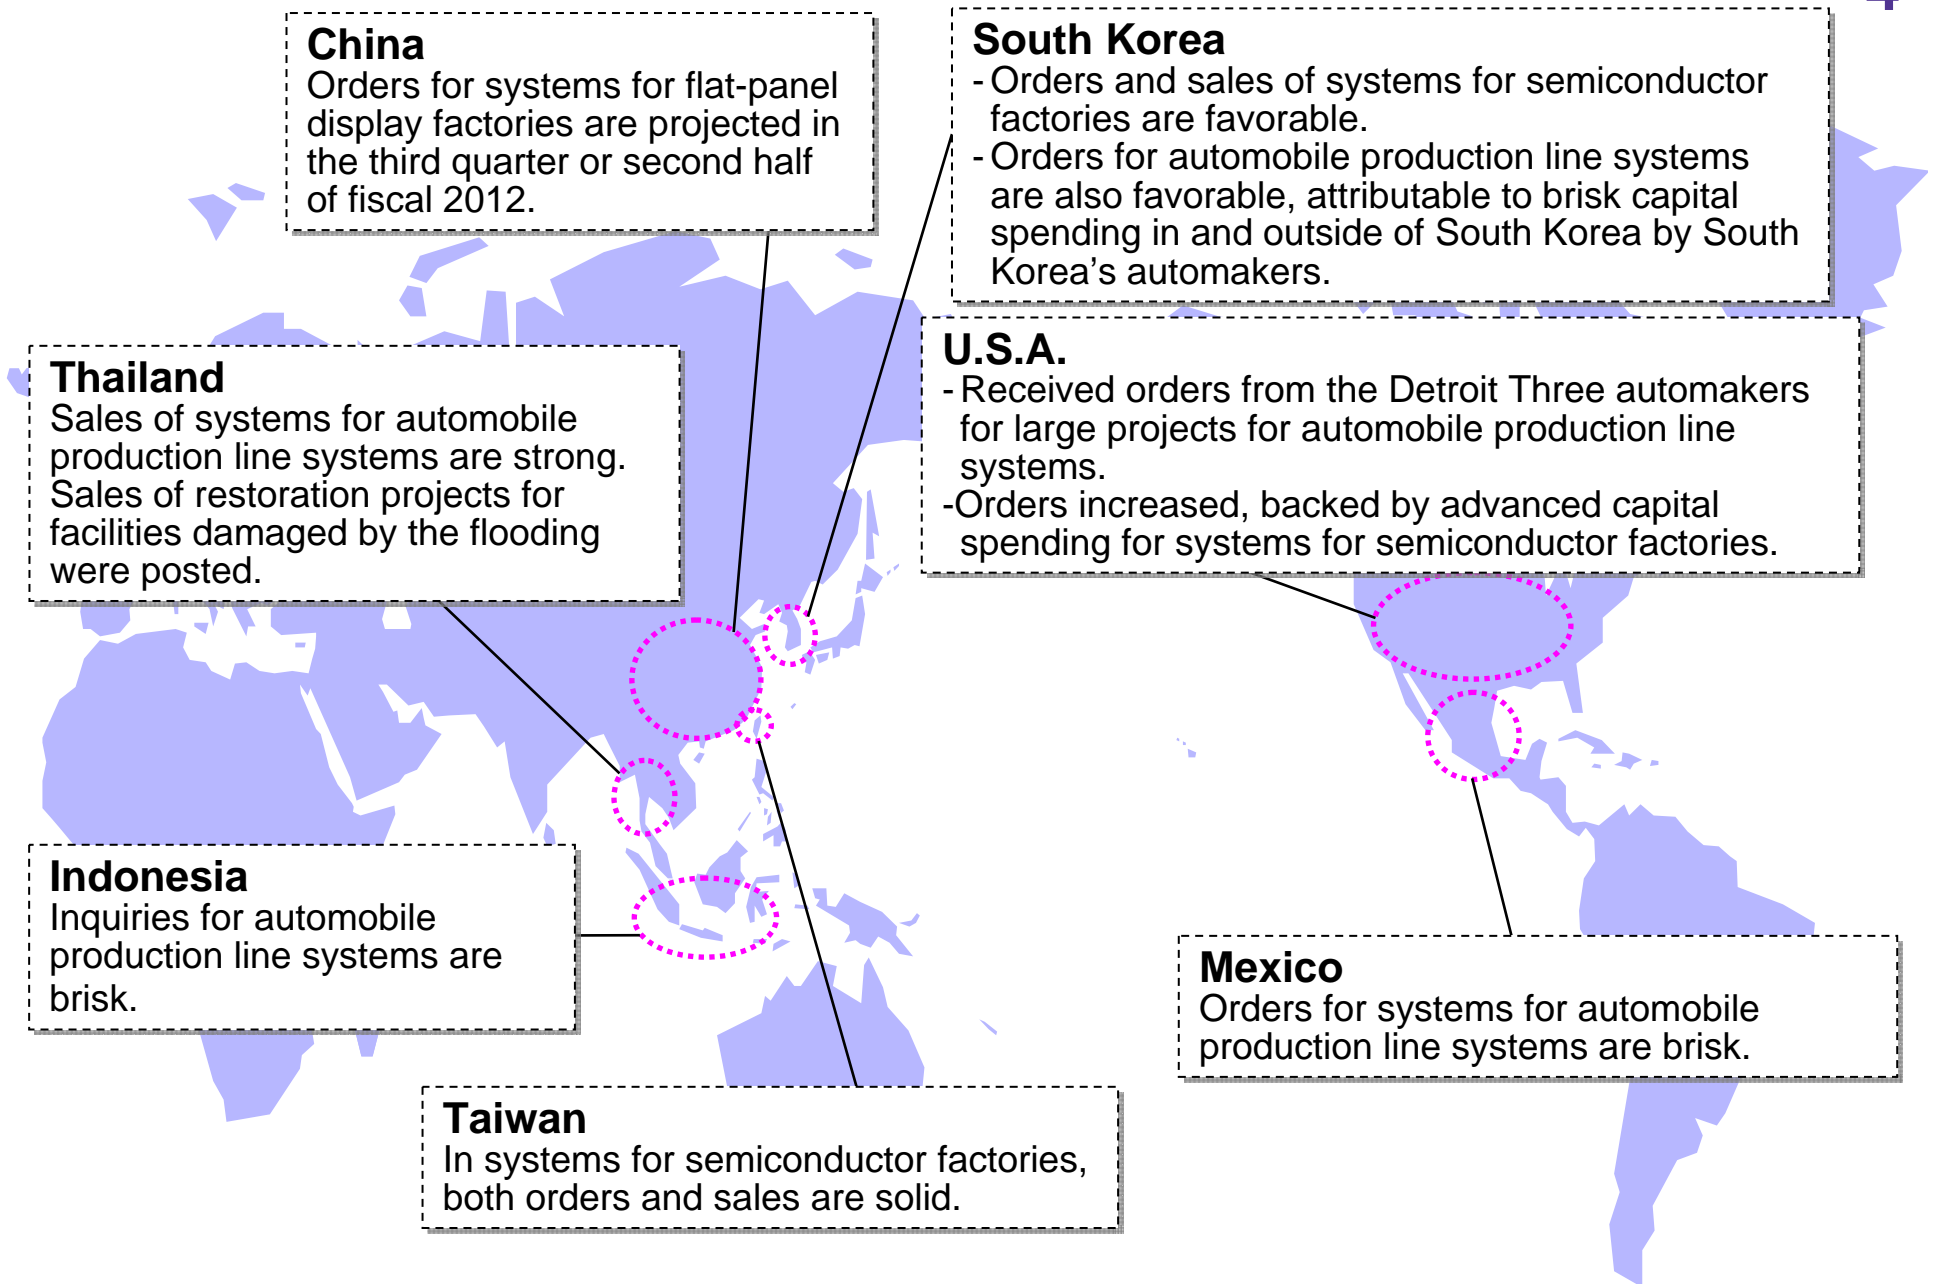 China
Orders for systems for flat-panel
display factories are projected in
the third quarter or second half
of fiscal 2012.
South Korea
- Orders and sales of systems for semiconductor
factories are favorable.
- Orders for automobile production line systems
are also favorable, attributable to brisk capital
spending in and outside of South Korea by South
Korea's automakers.
Thailand
Sales of systems for automobile
production line systems are strong.
Sales of restoration projects for
facilities damaged by the flooding
were posted.
U.S.A.
- Received orders from the Detroit Three automakers
for large projects for automobile production line
systems.
-Orders increased, backed by advanced capital
spending for systems for semiconductor factories.
Indonesia
Inquiries for automobile
production line systems are
brisk.
Mexico
Orders for systems for automobile
production line systems are brisk.
Taiwan
In systems for semiconductor factories,
both orders and sales are solid.